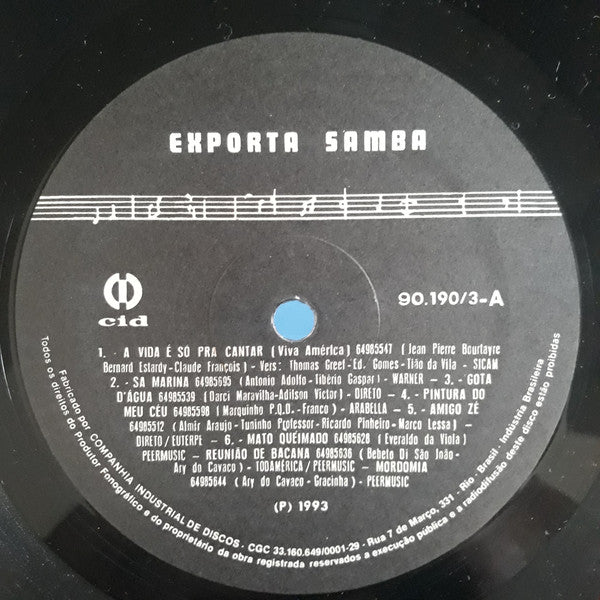 EXPORTA SAMBA
cid
90.190/3-A
1. - A VIDA É SÓ PRA CANTAR (Viva América) 64985547 (Jean Pierre Bourtayre
Bernard Estardy-Claude François) - Vers: Thomas Greef- Ed. Gomes- Tião da Vila - SICAM
2. - SA MARINA 64985695 (Antonio Adolfo-Tibério Gaspar) - WARNER - 3. - GOTA
D'ÁGUA 64985539 (Darci Maravilha-Adilson Victor) - DIRETO - 4. - PINTURA DO
MEU CÉU 64985598 (Marquinho P.Q.D.-Franco) - ARABELLA - 5. - AMIGO ZÉ
64985512 (Almir Araujo- Tuninho Professor- Ricardo Pinheiro- Marco Lessa) -
DIRETO / EUTERPE - 6. - MATO QUEIMADO 64985628 (Everaldo da Viola)
PEERMUSIC - REUNIÃO DE BACANA 64985636 (Bebeto Di São João-
Ary do Cavaco) - TODAMÉRICA / PEERMUSIC - MORDOMIA
64985644 (Ary do Cavaco- Gracinha) - PEERMUSIC
(P) 1993
Fabricado por COMPANHIA INDUSTRIAL DE DISCOS - CGC 33.160.649/0001-29 - Rua 7 de Março, 331 - Rio, Brasil - Indústria Brasileira
Todos os direitos do Produtor Fonográfico e do proprietário da obra registrada reservados a execução pública e a radiodifusão deste disco estão proibidas